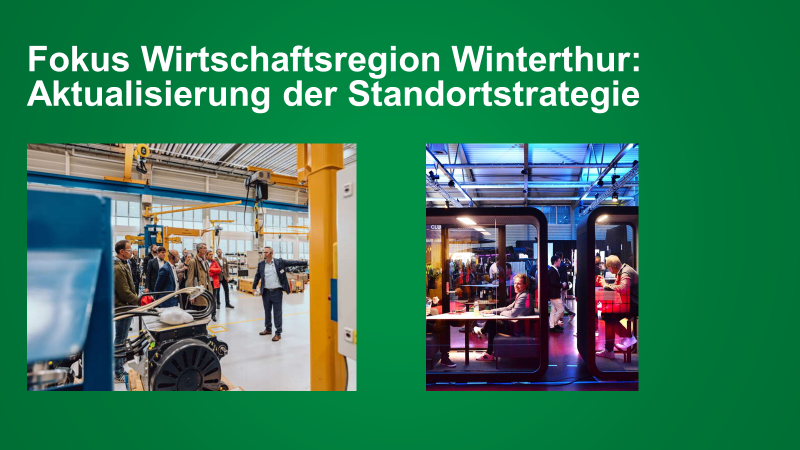 Fokus Wirtschaftsregion Winterthur:
Aktualisierung der Standortstrategie